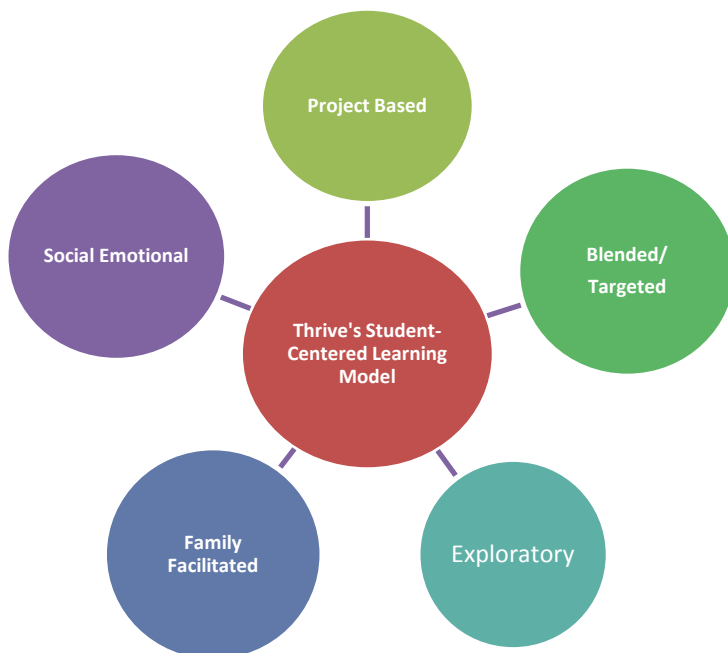 Project Based
Social Emotional
Blended/
Targeted
Thrive's Student-
Centered Learning
Model
Family
Facilitated
Exploratory